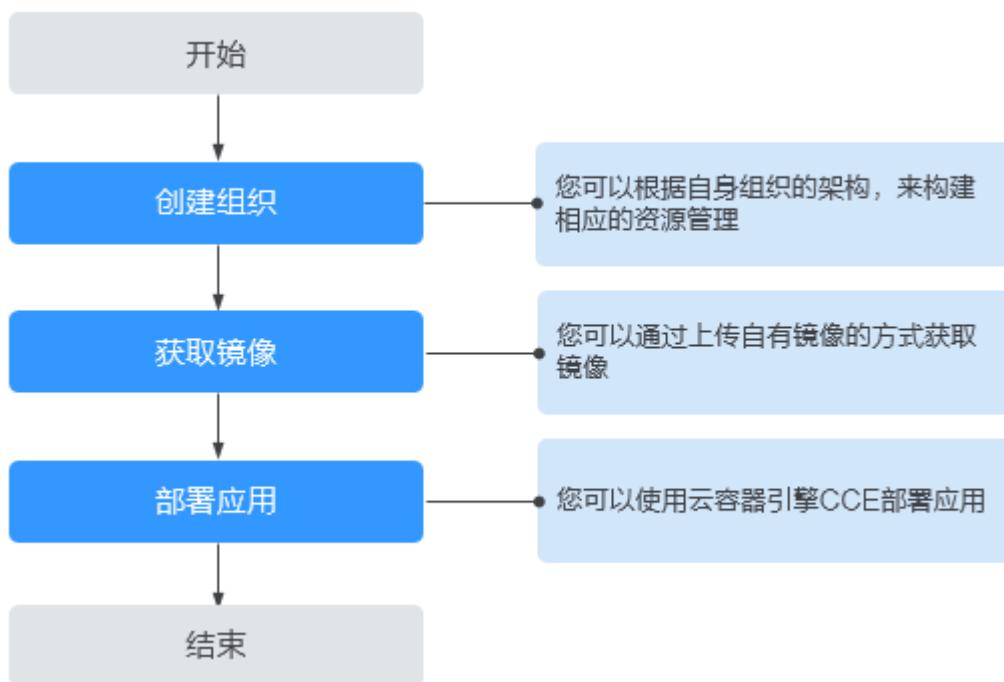 开始
创建组织
您可以根据自身组织的架构，来构建
相应的资源管理
获取镜像
您可以通过上传自有镜像的方式获取
镜像
部署应用
您可以使用云容器引擎CCE部署应用
结束